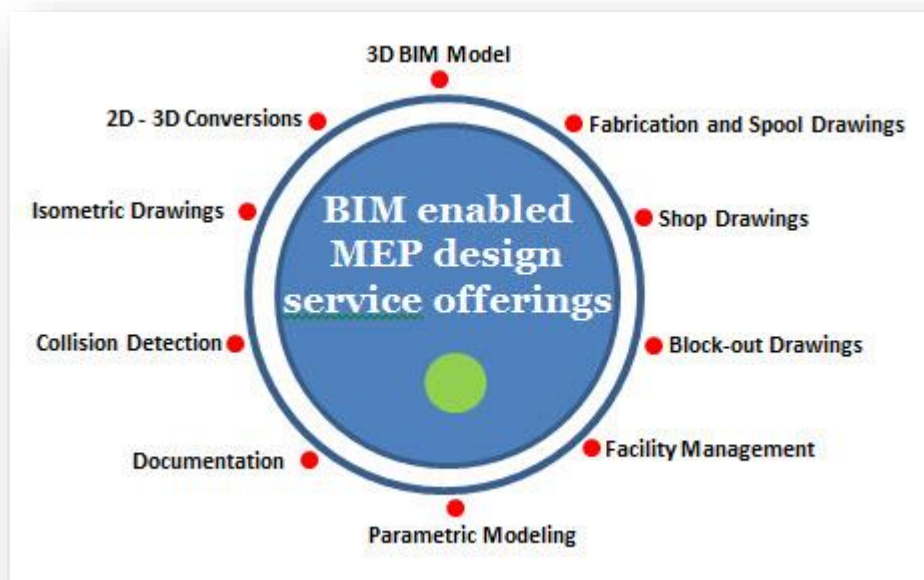 3D BIM Model
2D - 3D Conversions
Fabrication and Spool Drawings
Isometric Drawings
Shop Drawings
BIM enabled
MEP design
service offerings
Collision Detection
Block-out Drawings
Documentation
Facility Management
Parametric Modeling